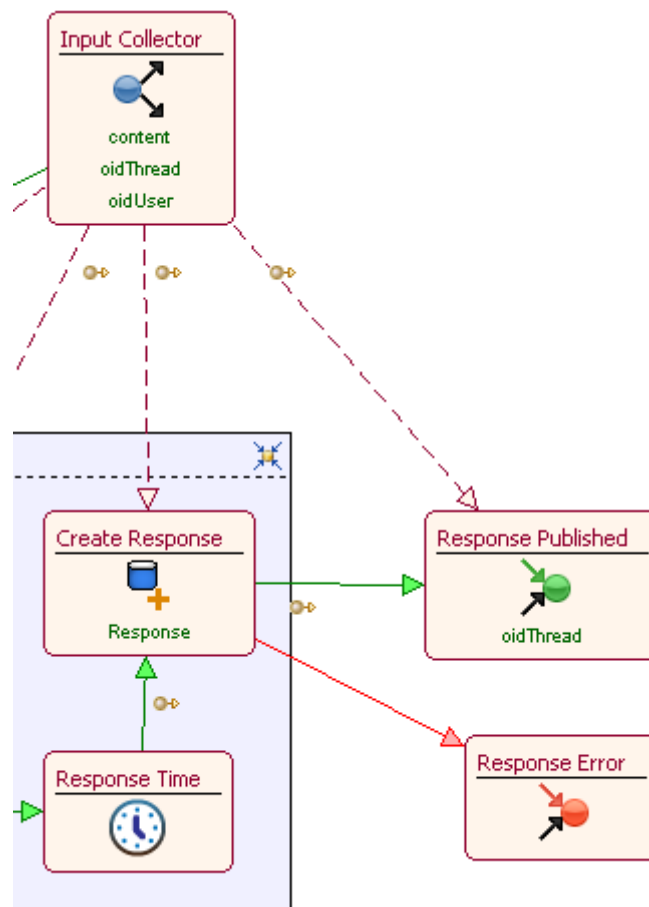 Input Collector
content
oidThread
oidUser
Create Response
Response
Response Published
oidThread
Response Time
Response Error